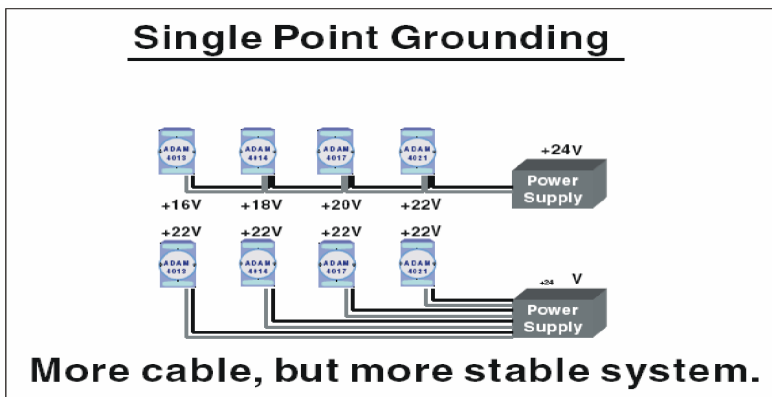 Single Point Grounding
ADAM 4013 ADAM 4014 ADAM 4017 ADAM 4021
+24V
Power Supply
+16V +18V +20V +22V
+22V +22V +22V +22V
ADAM 4013 ADAM 4014 ADAM 4017 ADAM 4021
+24 V
Power Supply
More cable, but more stable system.